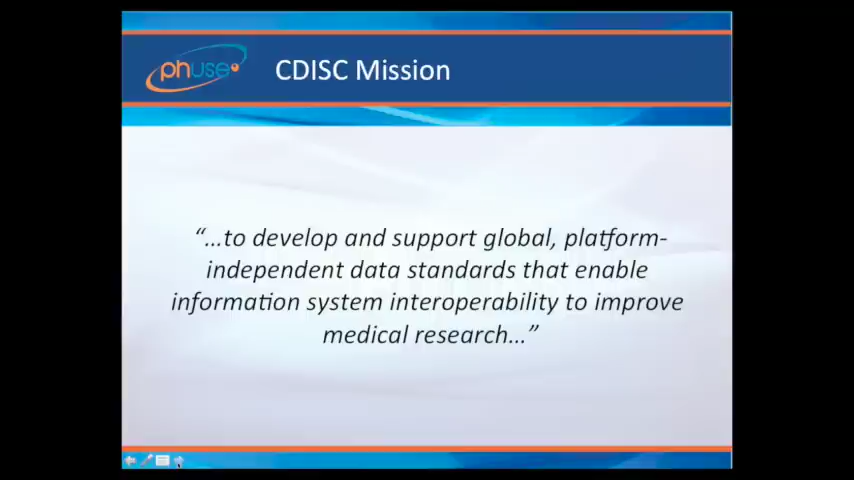 phuse
CDISC Mission
“...to develop and support global, platform-
independent data standards that enable
information system interoperability to improve
medical research...”